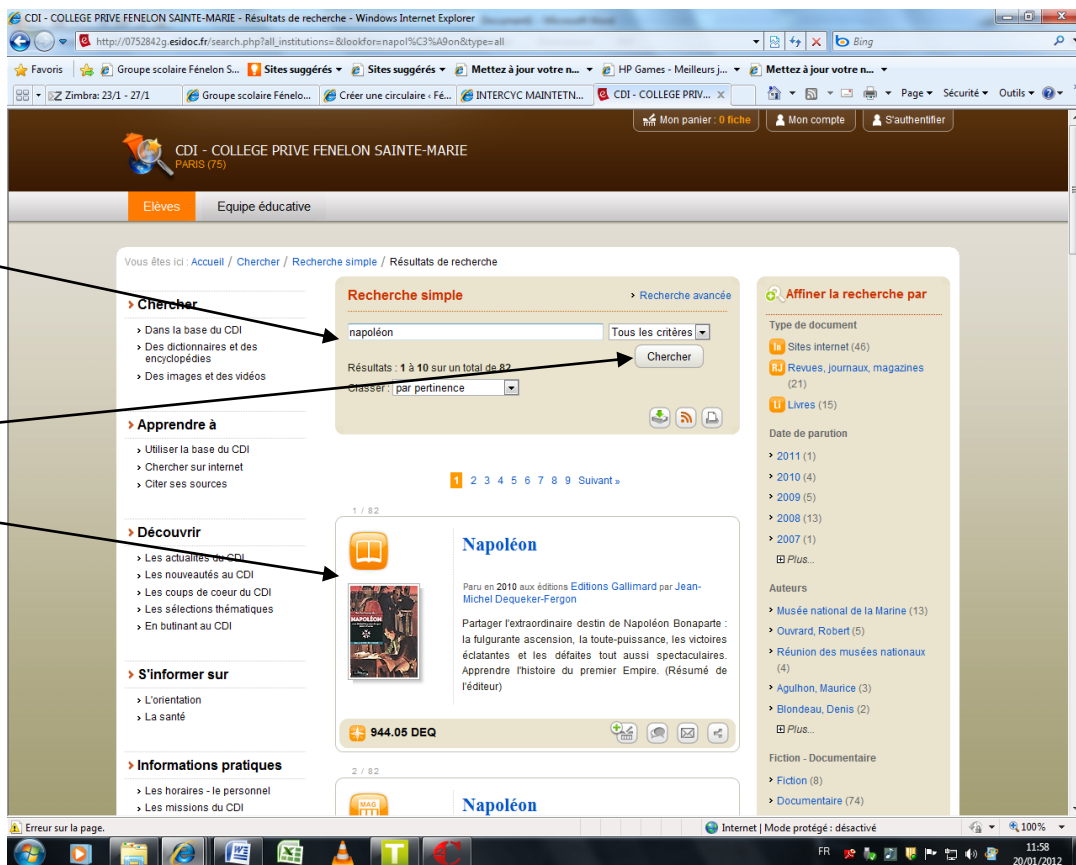 CDI - COLLEGE PRIVE FENELON SAINTE-MARIE - Résultats de recherche - Windows Internet Explorer
http://0752842g.esidoc.fr/search.php?all_institutions=&lookfor=napol%C3%A9on&type=all
Bing
Favoris
Groupe scolaire Fénelon S...
Sites suggérés
Sites suggérés
Mettez à jour votre n...
HP Games - Meilleurs j...
Mettez à jour votre n...
Zimbra: 23/1 - 27/1
Groupe scolaire Fénelo...
Créer une circulaire ‹ Fé...
INTERCYC MAINTETN...
CDI - COLLEGE PRIV...
Page
Sécurité
Outils
Mon panier : 0 fiche
Mon compte
S'authentifier
CDI - COLLEGE PRIVE FENELON SAINTE-MARIE
PARIS (75)
Elèves
Equipe éducative
Vous êtes ici : Accueil / Chercher / Recherche simple / Résultats de recherche
Chercher
Dans la base du CDI
Des dictionnaires et des
encyclopédies
Des images et des vidéos
Apprendre à
Utiliser la base du CDI
Chercher sur internet
Citer ses sources
Découvrir
Les actualités du CDI
Les nouveautés au CDI
Les coups de coeur du CDI
Les sélections thématiques
En butinant au CDI
S'informer sur
L'orientation
La santé
Informations pratiques
Les horaires - le personnel
Les missions du CDI
Recherche simple
Recherche avancée
napoléon
Tous les critères
Chercher
Résultats : 1 à 10 sur un total de 82
Classer : par pertinence
1 2 3 4 5 6 7 8 9 Suivant »
1 / 82
Napoléon
Paru en 2010 aux éditions Editions Gallimard par Jean-
Michel Dequeker-Fergon
Partager l'extraordinaire destin de Napoléon Bonaparte :
la fulgurante ascension, la toute-puissance, les victoires
éclatantes et les défaites tout aussi spectaculaires.
Apprendre l'histoire du premier Empire. (Résumé de
l'éditeur)
NAPOLÉON
944.05 DEQ
2 / 82
MAG
Napoléon
Affiner la recherche par
Type de document
In Sites internet (46)
RJ Revues, journaux, magazines
(21)
Li Livres (15)
Date de parution
2011 (1)
2010 (4)
2009 (5)
2008 (13)
2007 (1)
Plus...
Auteurs
Musée national de la Marine (13)
Ouvrard, Robert (5)
Réunion des musées nationaux
(4)
Agulhon, Maurice (3)
Blondeau, Denis (2)
Plus...
Fiction - Documentaire
Fiction (8)
Documentaire (74)
Erreur sur la page.
Internet | Mode protégé : désactivé
100%
FR
11:58
20/01/2012